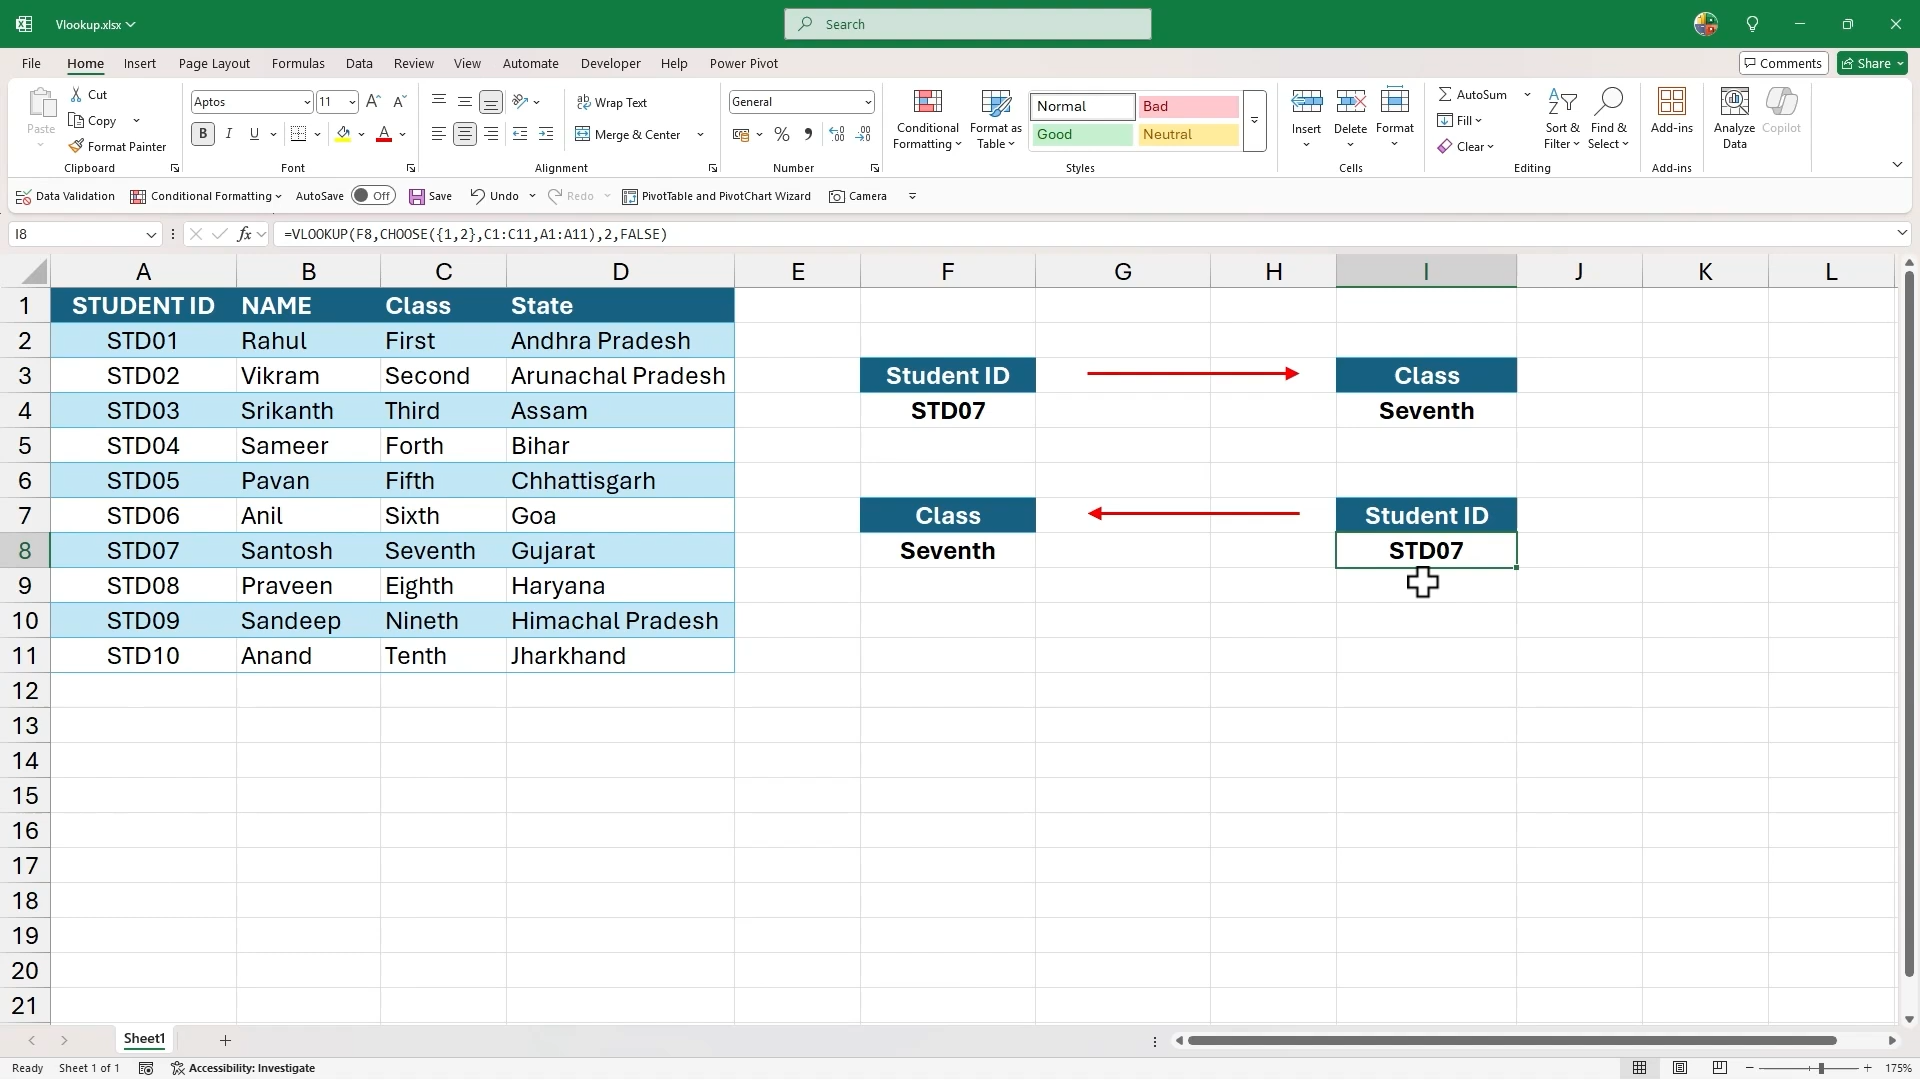 Vlookup.xlsx
Search
File Home Insert Page Layout Formulas Data Review View Automate Developer Help Power Pivot
Comments Share
Paste
Cut
Copy
Format Painter
Clipboard
Aptos 11
B I U
Font
Wrap Text
Merge & Center
Alignment
General
%
Number
Conditional Formatting
Format as Table
Normal Bad
Good Neutral
Styles
Insert Delete Format
Cells
AutoSum
Fill
Clear
Sort & Filter
Find & Select
Editing
Add-ins
Add-ins
Analyze Data
Copilot
Data Validation Conditional Formatting AutoSave Off Save Undo Redo PivotTable and PivotChart Wizard Camera
I8 fx =VLOOKUP(F8,CHOOSE({1,2},C1:C11,A1:A11),2,FALSE)
A B C D E F G H I J K L
1 STUDENT ID NAME Class State
2 STD01 Rahul First Andhra Pradesh
3 STD02 Vikram Second Arunachal Pradesh Student ID Class
4 STD03 Srikanth Third Assam STD07 Seventh
5 STD04 Sameer Forth Bihar
6 STD05 Pavan Fifth Chhattisgarh
7 STD06 Anil Sixth Goa Class Student ID
8 STD07 Santosh Seventh Gujarat Seventh STD07
9 STD08 Praveen Eighth Haryana
10 STD09 Sandeep Nineth Himachal Pradesh
11 STD10 Anand Tenth Jharkhand
12
13
14
15
16
17
18
19
20
21
Sheet1
Ready Sheet 1 of 1 Accessibility: Investigate 175%